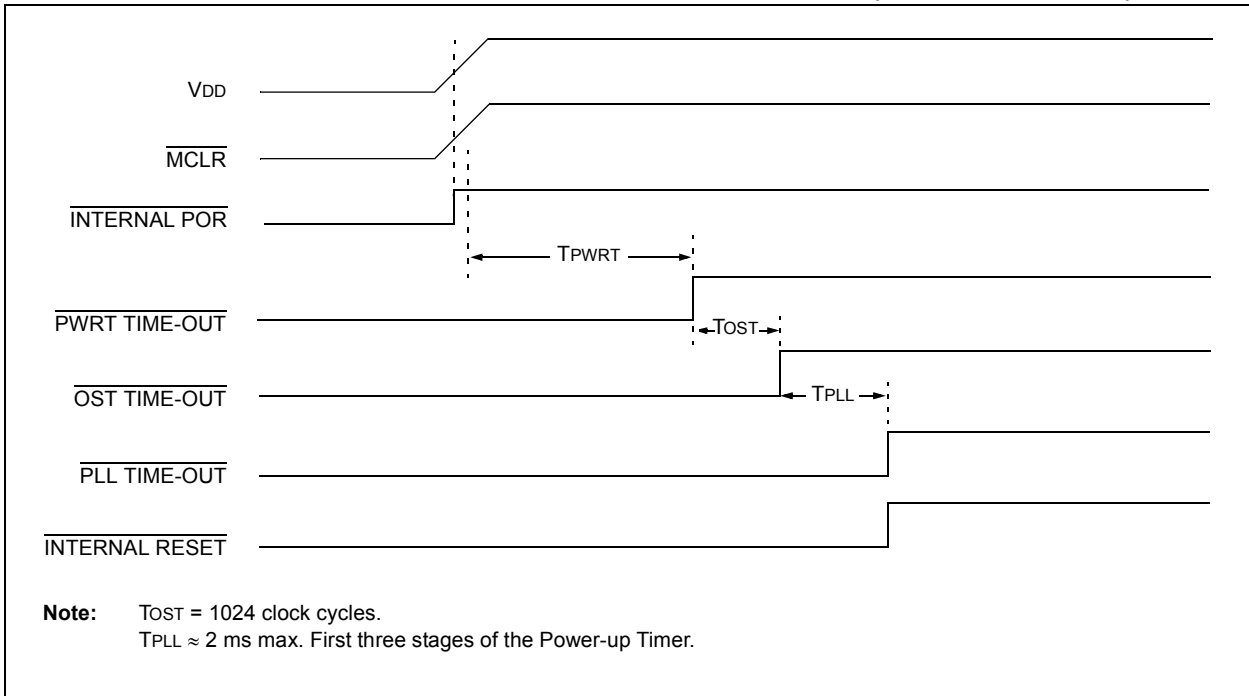 VDD
MCLR
INTERNAL POR
TPWRT
PWRT TIME-OUT
TOST
OST TIME-OUT
TPLL
PLL TIME-OUT
INTERNAL RESET
Note: TOST = 1024 clock cycles.
TPLL ≈ 2 ms max. First three stages of the Power-up Timer.